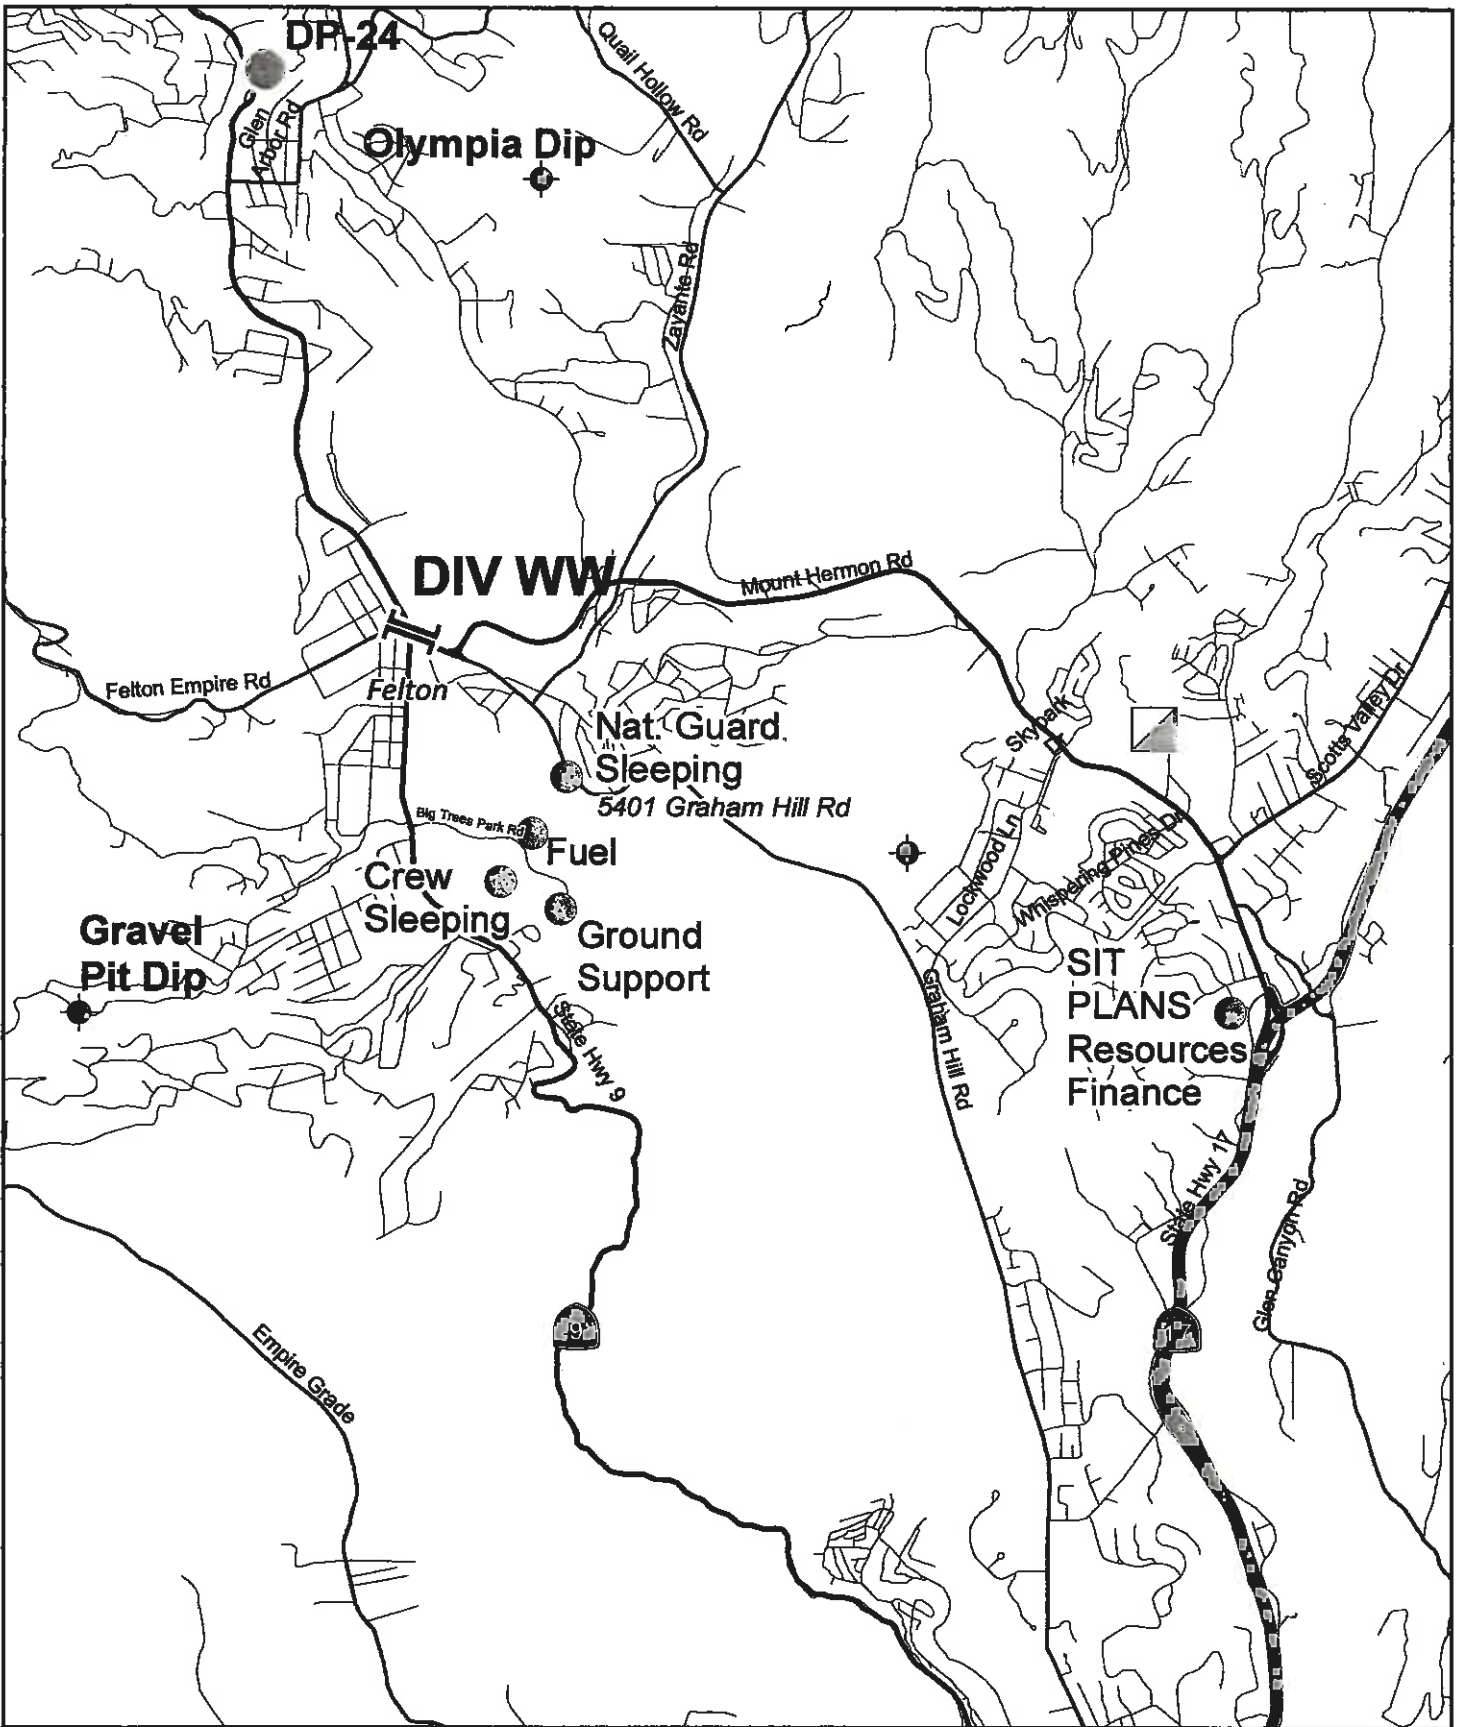 DP-24
Quail Hollow Rd
Glen
Arbor Rd
Olympia Dip
Zayante Rd
DIV WW
Mount Hermon Rd
Felton Empire Rd
Felton
Skypark
Dr
Scotts Valley Dr
Nat. Guard
Sleeping
5401 Graham Hill Rd
Big Trees Park Rd
Fuel
Lockwood Ln
Whispering Pines Dr
Crew
Sleeping
Gravel
Pit Dip
Ground
Support
SIT
PLANS
Resources
Finance
Graham Hill Rd
State Hwy 9
State Hwy 17
Glen Canyon Rd
9
17
Empire Grade